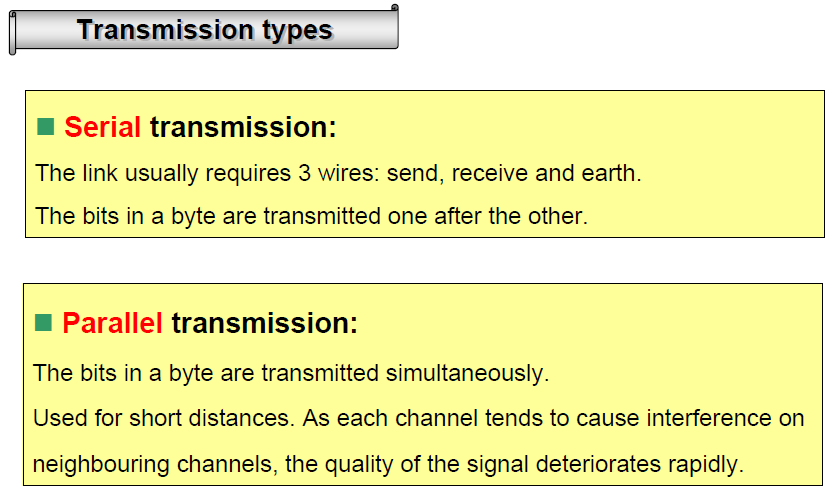 Transmission types
Serial transmission:
The link usually requires 3 wires: send, receive and earth.
The bits in a byte are transmitted one after the other.
Parallel transmission:
The bits in a byte are transmitted simultaneously.
Used for short distances. As each channel tends to cause interference on
neighbouring channels, the quality of the signal deteriorates rapidly.